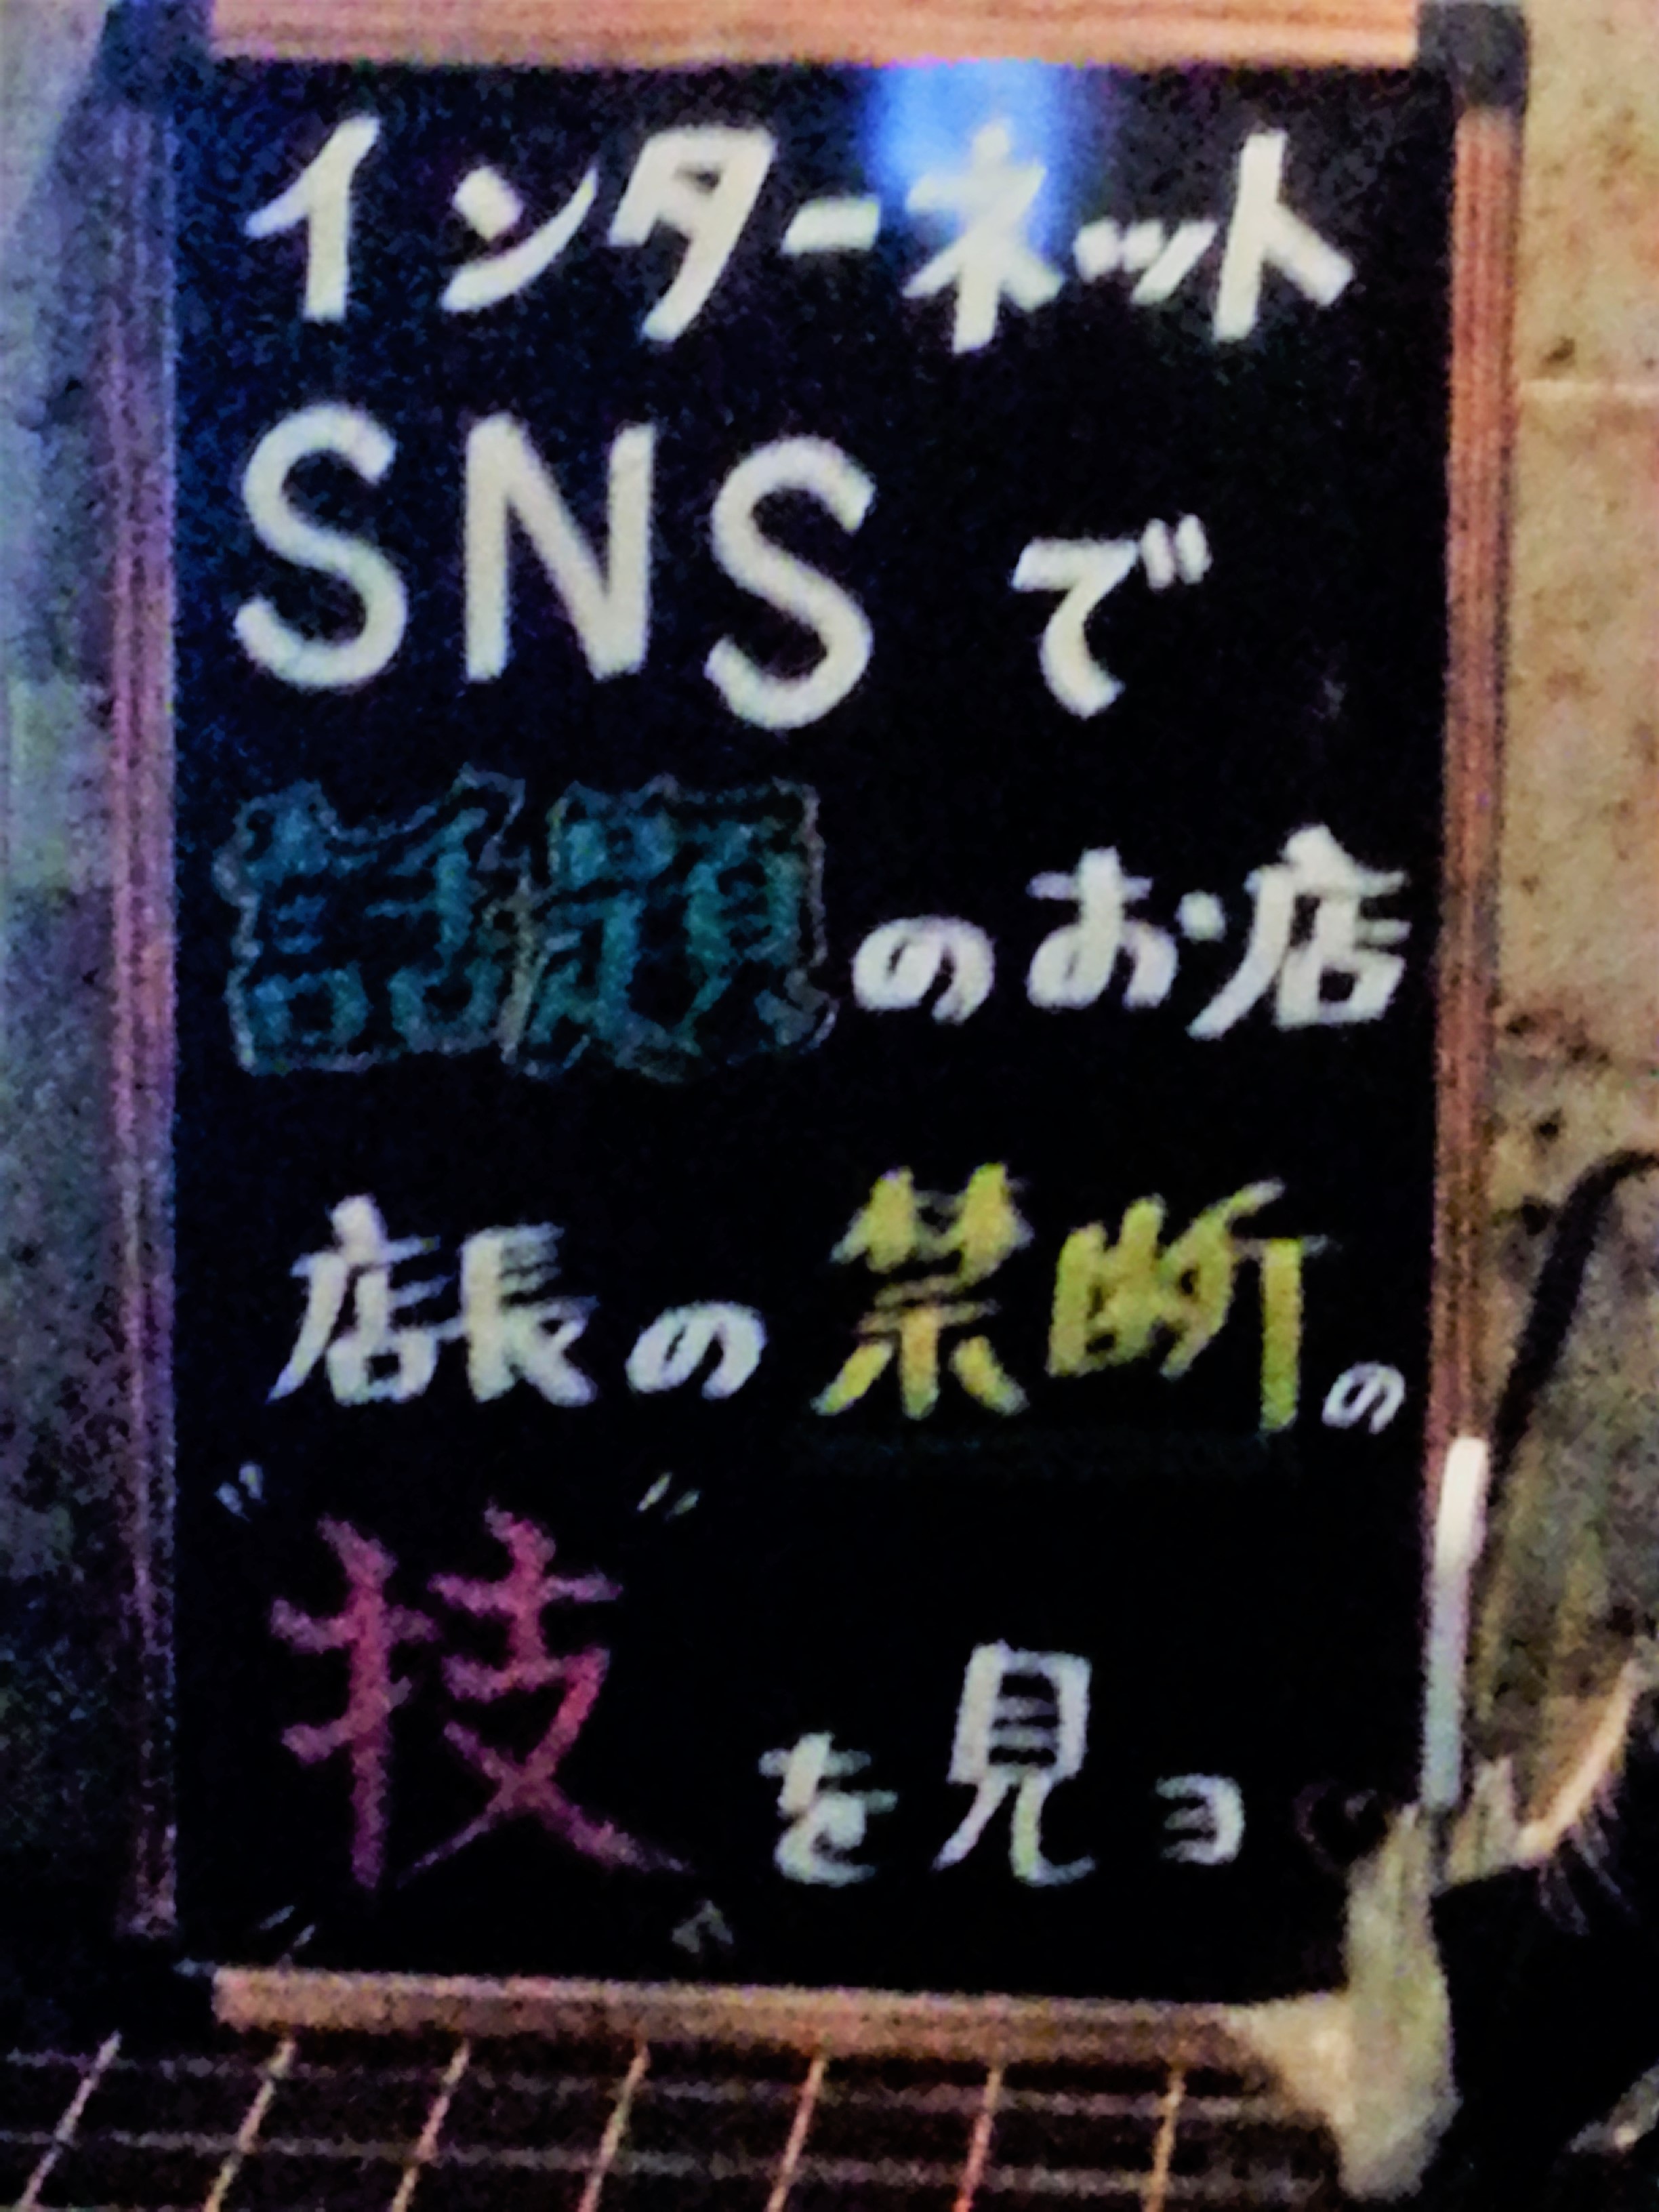 インターネット
SNSで
話題のお店
店長の禁断の
"技"を見ョ